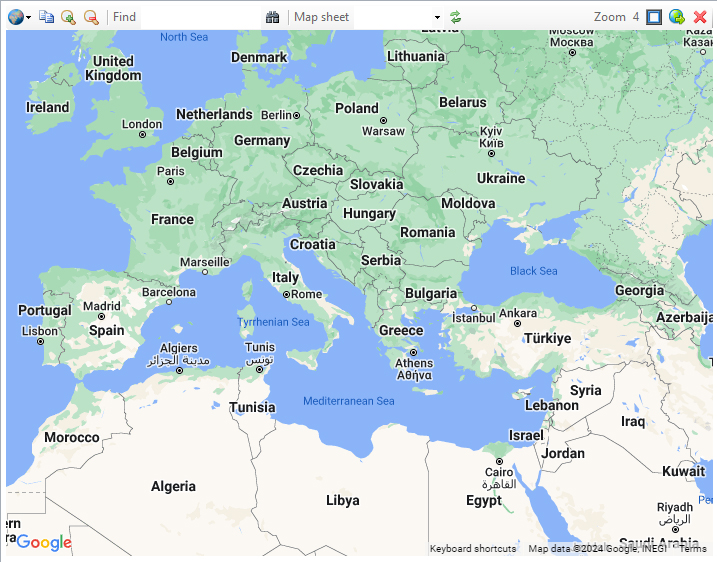 Find
Map sheet
Zoom 4
North Sea
Denmark
Lithuania
Moscow
Москва
United
Kingdom
Ireland
London
Netherlands
Berlin
Poland
Warsaw
Belarus
Belgium
Germany
Kyiv
Київ
Paris
Czechia
Slovakia
Ukraine
Austria
Hungary
Moldova
France
Croatia
Romania
Marseille
Serbia
Italy
Rome
Barcelona
Bulgaria
Black Sea
Georgia
Portugal
Madrid
Spain
Lisbon
Tyrrhenian Sea
Greece
İstanbul
Ankara
Türkiye
Azerbaija
Algiers
مدينة الجزائر
Tunis
تونس
Athens
Αθήνα
Tunisia
Mediterranean Sea
Syria
Lebanon
Iraq
Morocco
Israel
Jordan
Cairo
القاهرة
Kuwait
Algeria
Libya
Egypt
Riyadh
الرياض
Saudi Arabia
Google
Keyboard shortcuts
Map data ©2024 Google, INEGI
Terms